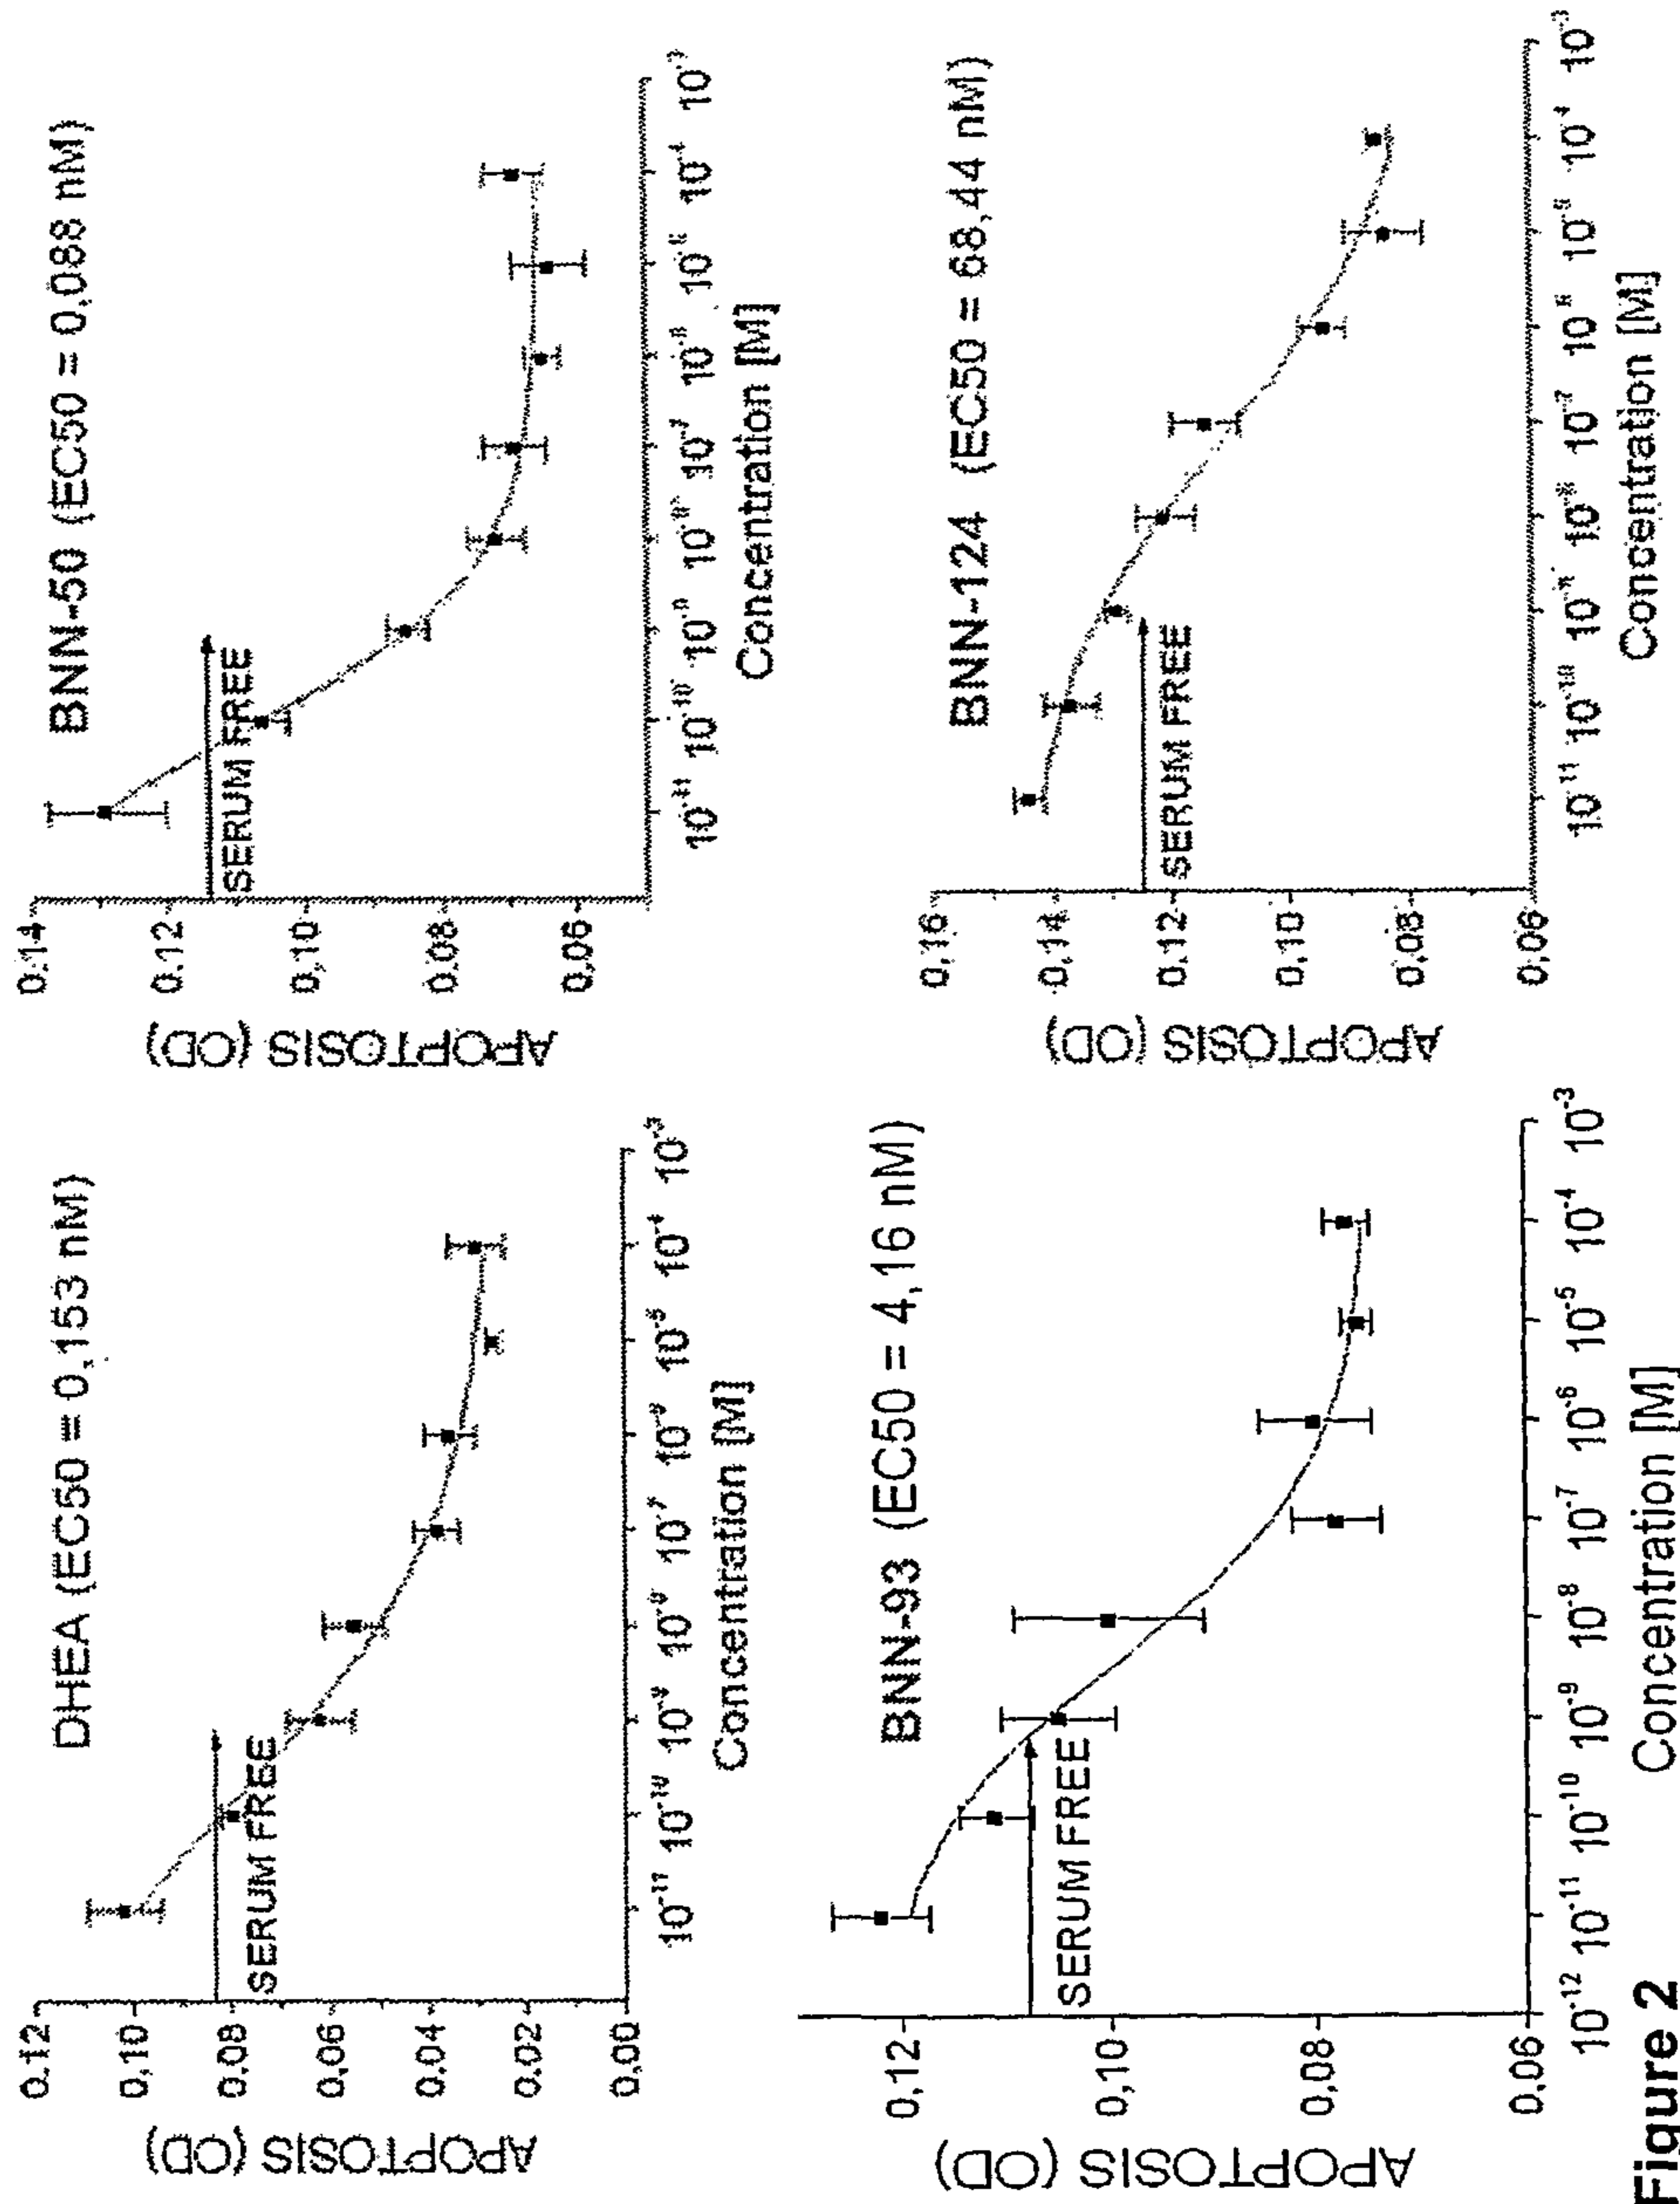 DHEA (EC50 = 0,153 nM)
APOPTOSIS (OD)
0.12
0,10
0,08
0,06
0,04
0,02
0,00
SERUM FREE
10⁻¹¹ 10⁻¹⁰ 10⁻⁹ 10⁻⁸ 10⁻⁷ 10⁻⁶ 10⁻⁵ 10⁻⁴ 10⁻³
Concentration [M]
BNN-50 (EC50 = 0,088 nM)
APOPTOSIS (OD)
0.14
0.12
0,10
0.08
0,06
SERUM FREE
10⁻¹¹ 10⁻¹⁰ 10⁻⁹ 10⁻⁸ 10⁻⁷ 10⁻⁶ 10⁻⁵ 10⁻⁴ 10⁻³
Concentration [M]
BNN-93 (EC50 = 4,16 nM)
APOPTOSIS (OD)
0,12
0,10
0,08
0,06
SERUM FREE
10⁻¹² 10⁻¹¹ 10⁻¹⁰ 10⁻⁹ 10⁻⁸ 10⁻⁷ 10⁻⁶ 10⁻⁵ 10⁻⁴ 10⁻³
Concentration [M]
BNN-124 (EC50 = 68,44 nM)
APOPTOSIS (OD)
0,16
0,14
0.12
0,10
0,08
0,06
SERUM FREE
10⁻¹¹ 10⁻¹⁰ 10⁻⁹ 10⁻⁸ 10⁻⁷ 10⁻⁶ 10⁻⁵ 10⁻⁴ 10⁻³
Concentration [M]
Figure 2